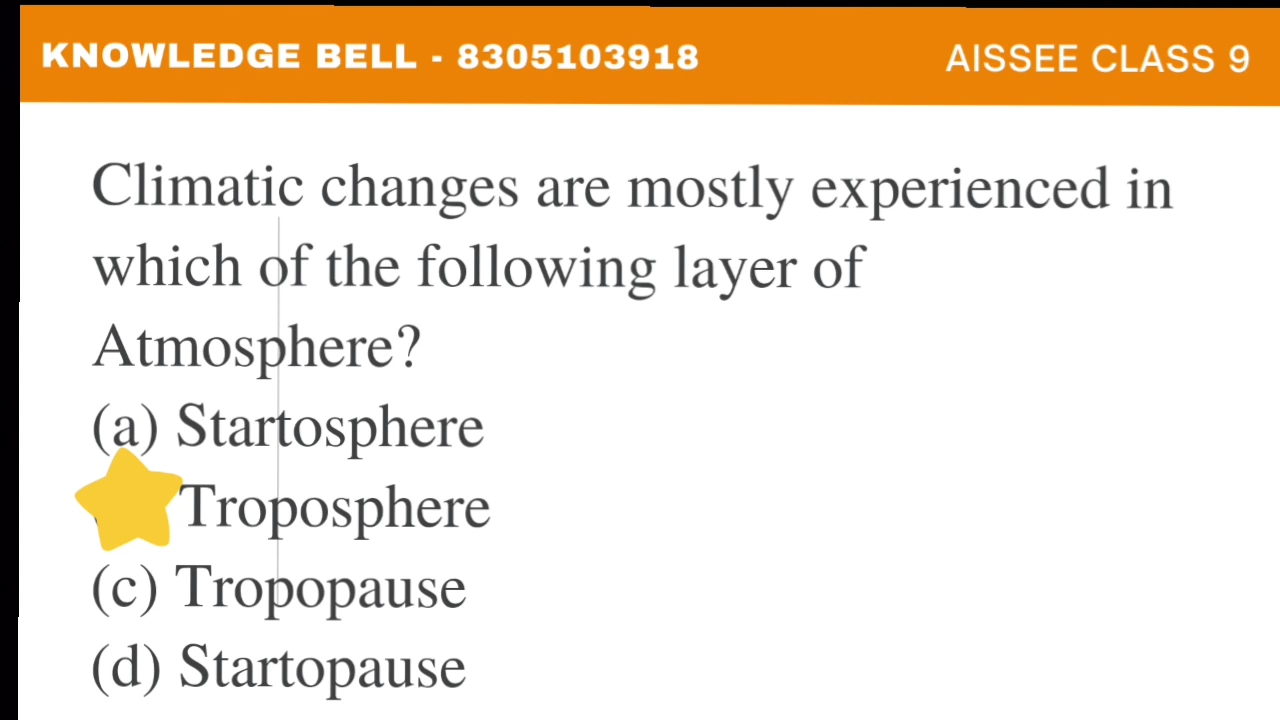 KNOWLEDGE BELL - 8305103918
AISSEE CLASS 9
Climatic changes are mostly experienced in
which of the following layer of
Atmosphere?
(a) Startosphere
Troposphere
(c) Tropopause
(d) Startopause